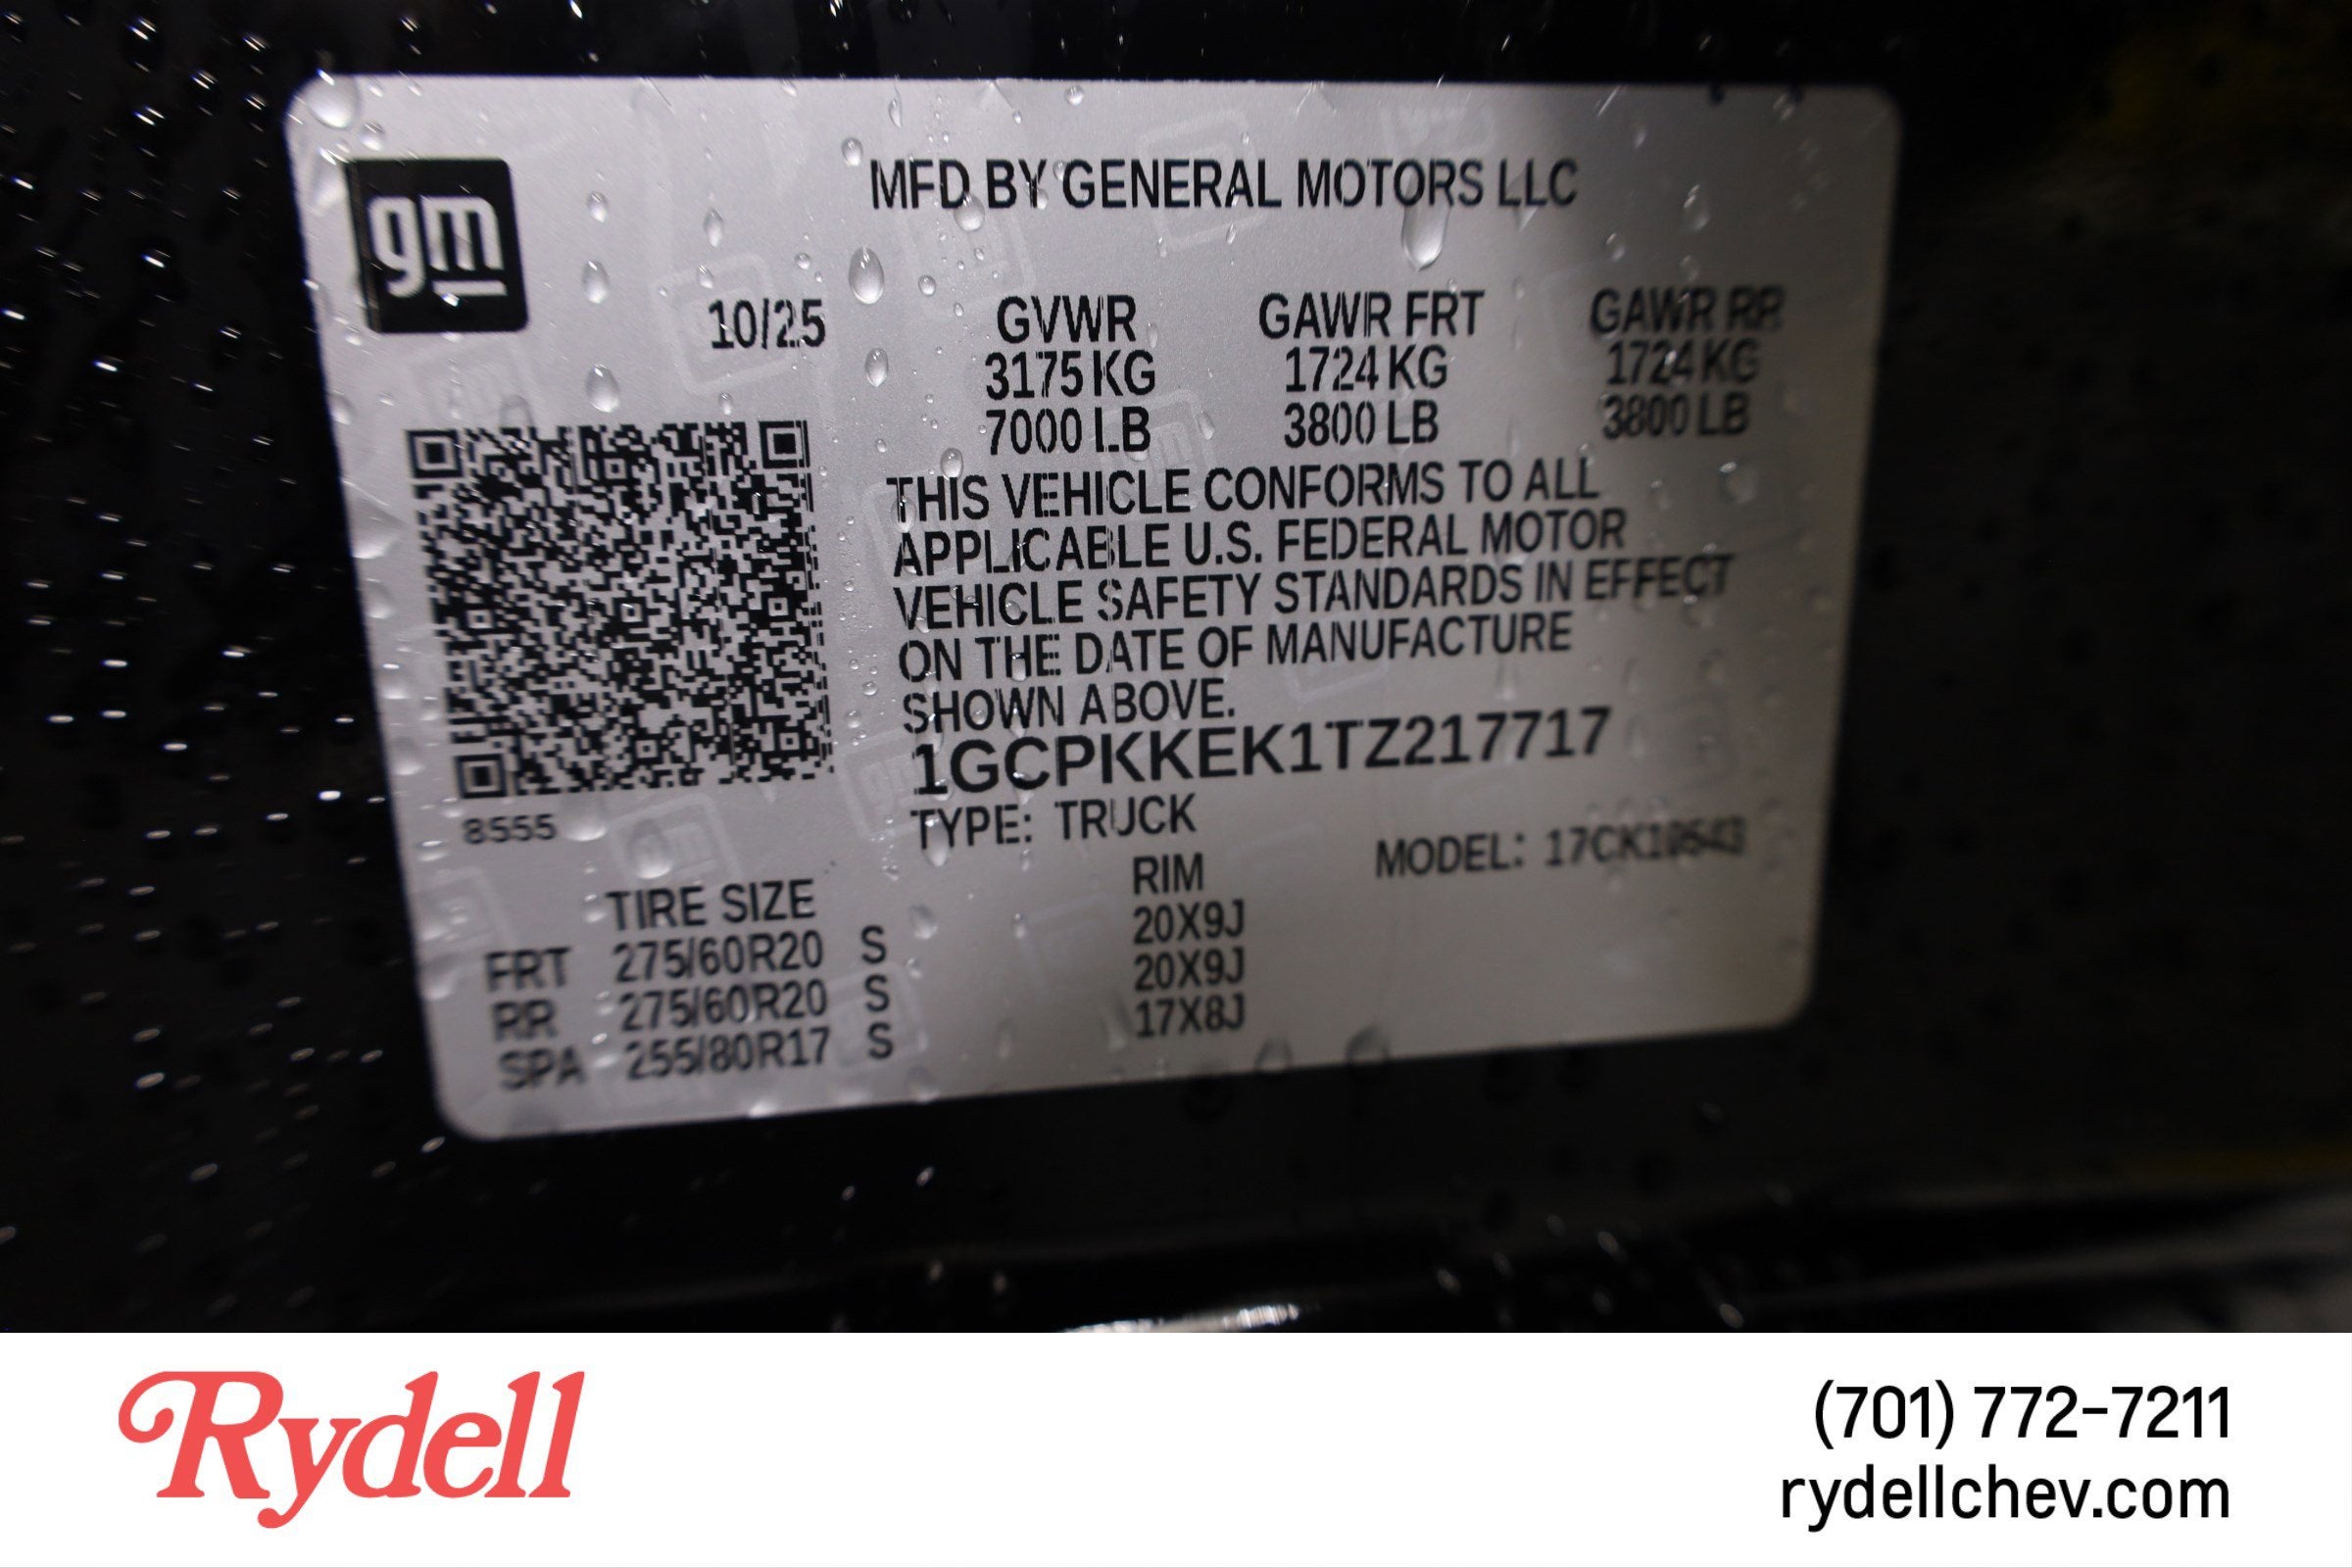 gm
MFD BY GENERAL MOTORS LLC
10/25
GVWR GAWR FRT GAWR RR
3175 KG 1724 KG 1724 KG
7000 LB 3800 LB 3800 LB
THIS VEHICLE CONFORMS TO ALL
APPLICABLE U.S. FEDERAL MOTOR
VEHICLE SAFETY STANDARDS IN EFFECT
ON THE DATE OF MANUFACTURE
SHOWN ABOVE.
1GCPKKEK1TZ217717
8555
TYPE: TRUCK
MODEL: 17CK10543
TIRE SIZE RIM
FRT 275/60R20 S 20X9J
RR 275/60R20 S 20X9J
SPA 255/80R17 S 17X8J
Rydell
(701) 772-7211
rydellchev.com